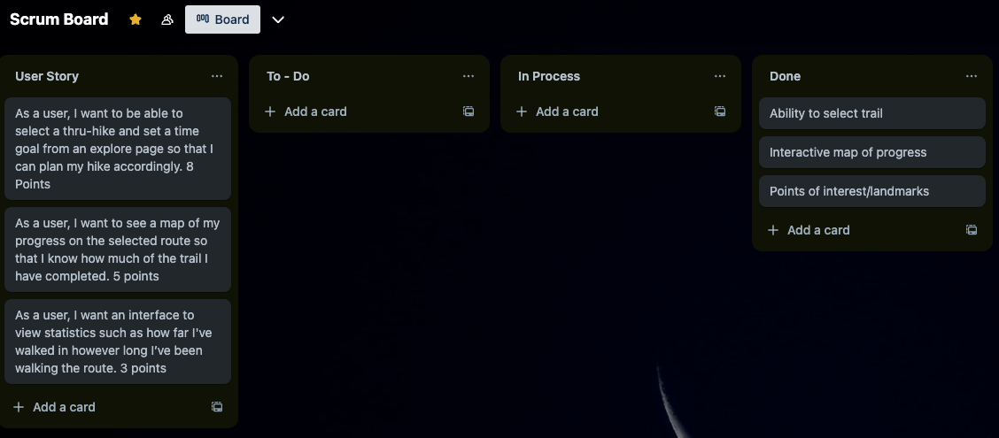 Scrum Board
Board
User Story
As a user, I want to be able to
select a thru-hike and set a time
goal from an explore page so that I
can plan my hike accordingly. 8
Points
As a user, I want to see a map of my
progress on the selected route so
that I know how much of the trail I
have completed. 5 points
As a user, I want an interface to
view statistics such as how far I've
walked in however long I’ve been
walking the route. 3 points
Add a card
To - Do
Add a card
In Process
Add a card
Done
Ability to select trail
Interactive map of progress
Points of interest/landmarks
Add a card